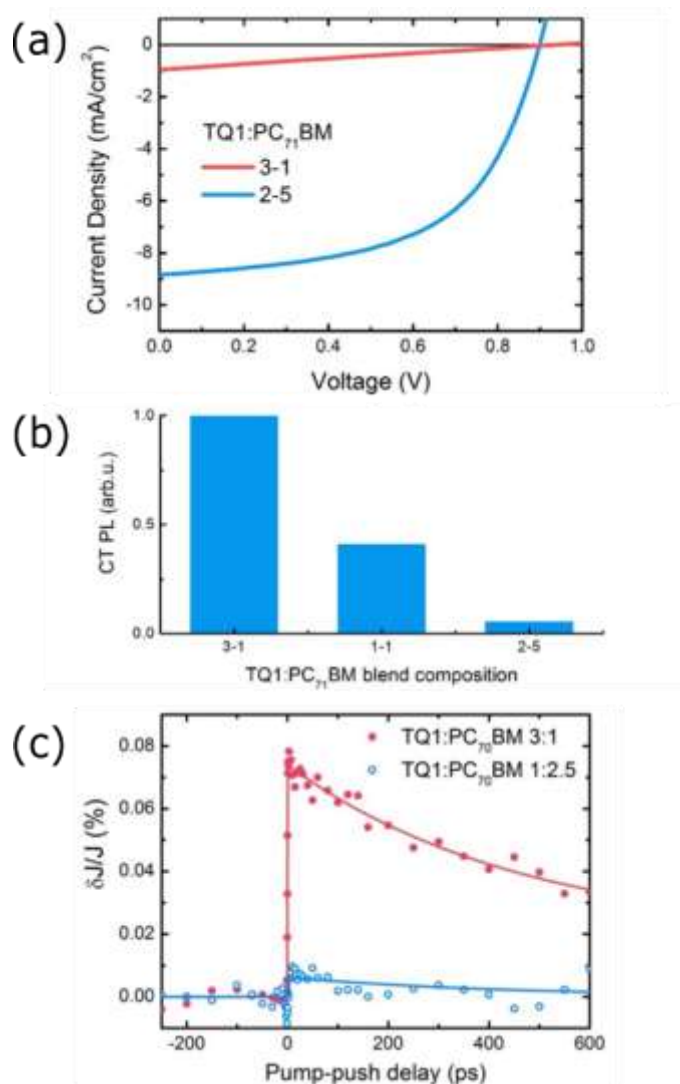 (a)
0
-2
-4
-6
-8
-10
Current Density (mA/cm²)
TQ1:PC₇₁BM
3-1
2-5
0.0 0.2 0.4 0.6 0.8 1.0
Voltage (V)
(b)
1.0
0.5
0.0
CT PL (arb.u.)
3-1 1-1 2-5
TQ1:PC₇₁BM blend composition
(c)
0.08
0.06
0.04
0.02
0.00
δJ/J (%)
TQ1:PC₇₀BM 3:1
TQ1:PC₇₀BM 1:2.5
-200 0 200 400 600
Pump-push delay (ps)